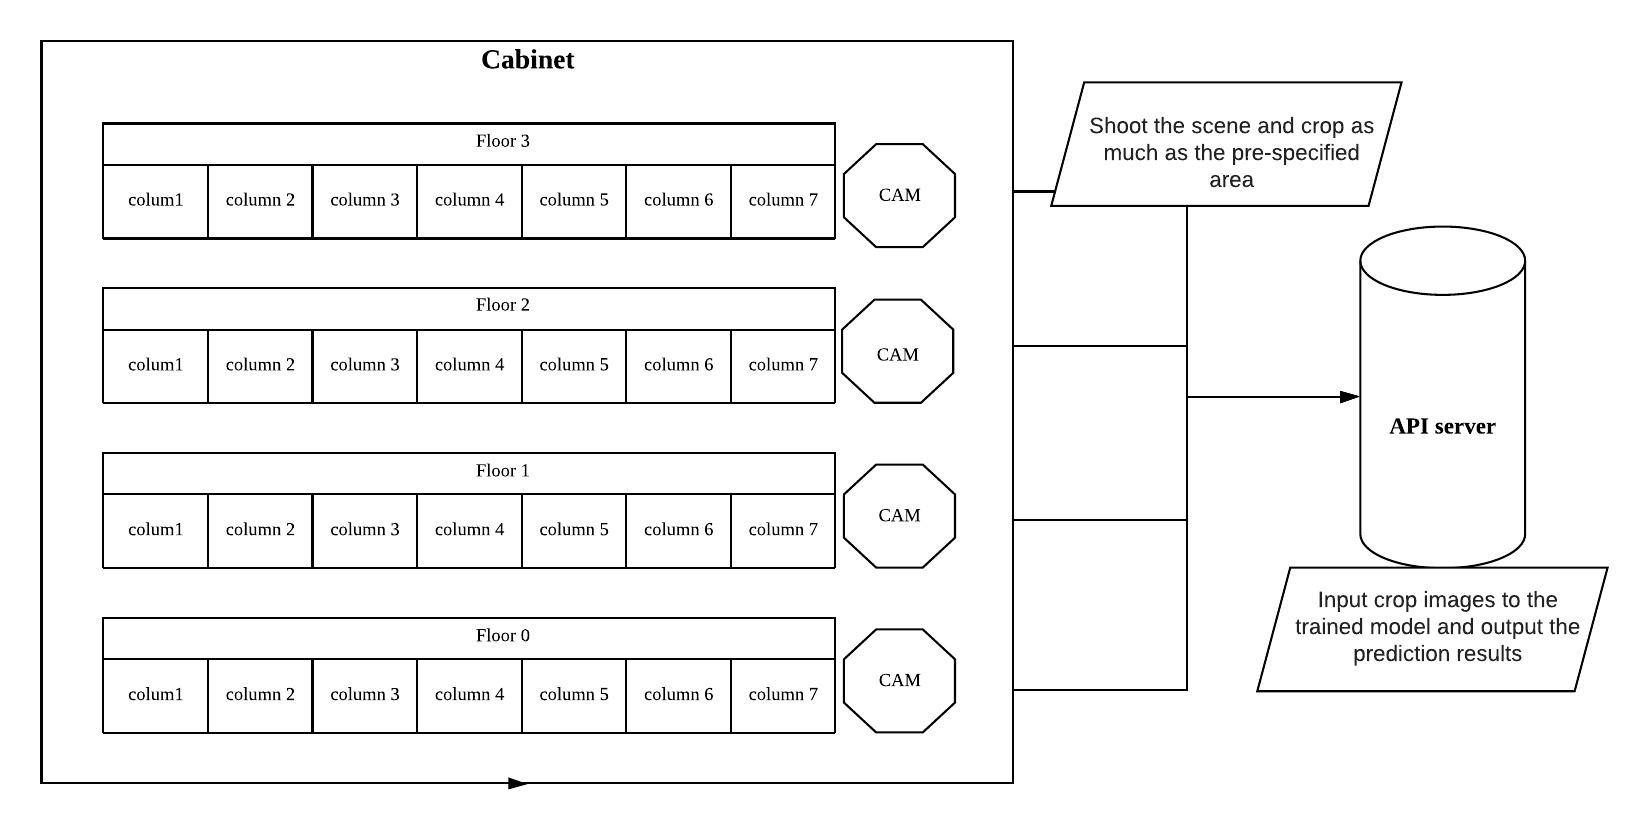 Cabinet
Floor 3
colum1 column 2 column 3 column 4 column 5 column 6 column 7
CAM
Floor 2
colum1 column 2 column 3 column 4 column 5 column 6 column 7
CAM
Floor 1
colum1 column 2 column 3 column 4 column 5 column 6 column 7
CAM
Floor 0
colum1 column 2 column 3 column 4 column 5 column 6 column 7
CAM
Shoot the scene and crop as
much as the pre-specified
area
API server
Input crop images to the
trained model and output the
prediction results